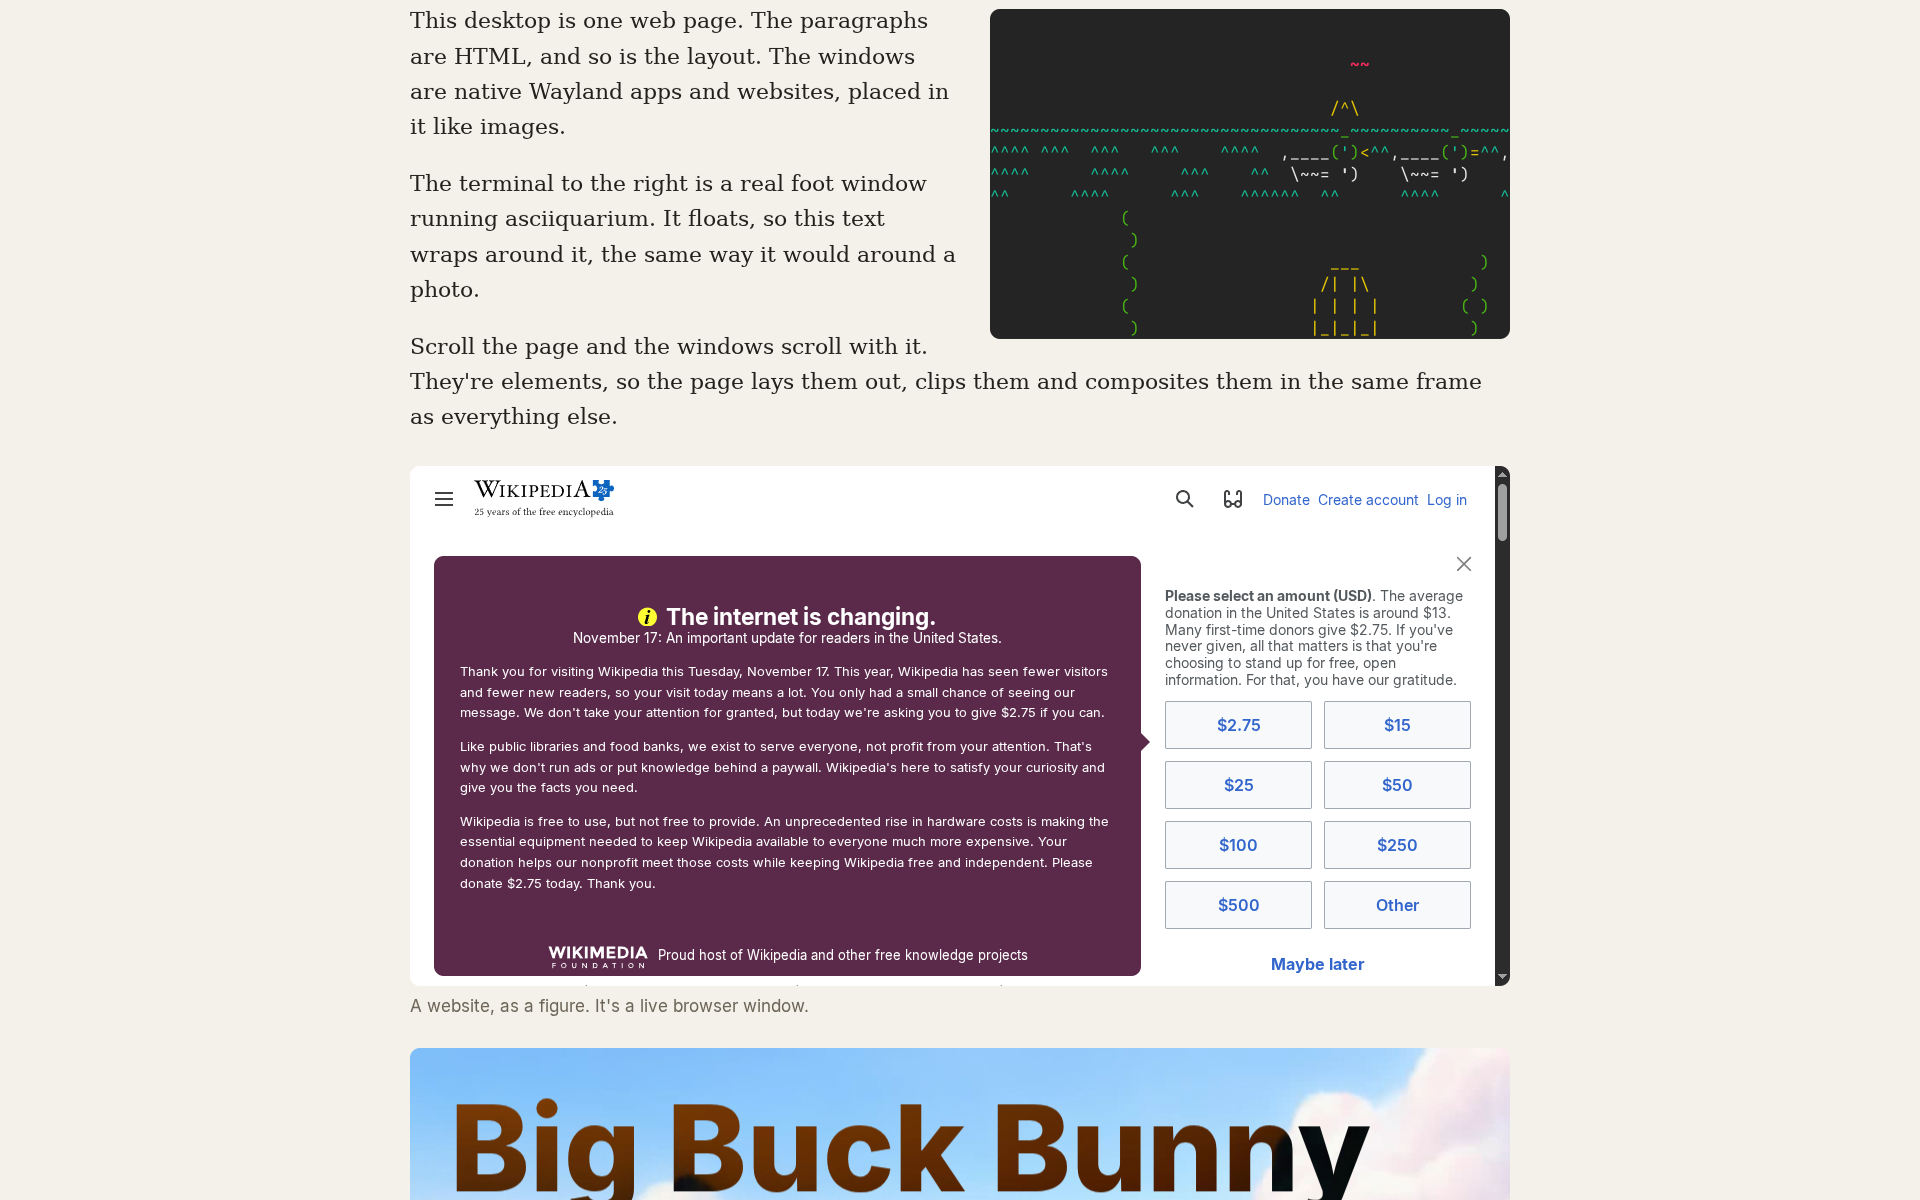 This desktop is one web page. The paragraphs
are HTML, and so is the layout. The windows
are native Wayland apps and websites, placed in
it like images.
The terminal to the right is a real foot window
running asciiquarium. It floats, so this text
wraps around it, the same way it would around a
photo.
Scroll the page and the windows scroll with it.
They're elements, so the page lays them out, clips them and composites them in the same frame
as everything else.
WIKIPEDIA 25
25 years of the free encyclopedia
Donate Create account Log in
The internet is changing.
November 17: An important update for readers in the United States.
Thank you for visiting Wikipedia this Tuesday, November 17. This year, Wikipedia has seen fewer visitors
and fewer new readers, so your visit today means a lot. You only had a small chance of seeing our
message. We don't take your attention for granted, but today we're asking you to give $2.75 if you can.
Like public libraries and food banks, we exist to serve everyone, not profit from your attention. That's
why we don't run ads or put knowledge behind a paywall. Wikipedia's here to satisfy your curiosity and
give you the facts you need.
Wikipedia is free to use, but not free to provide. An unprecedented rise in hardware costs is making the
essential equipment needed to keep Wikipedia available to everyone much more expensive. Your
donation helps our nonprofit meet those costs while keeping Wikipedia free and independent. Please
donate $2.75 today. Thank you.
WIKIMEDIA
FOUNDATION
Proud host of Wikipedia and other free knowledge projects
Please select an amount (USD). The average
donation in the United States is around $13.
Many first-time donors give $2.75. If you've
never given, all that matters is that you're
choosing to stand up for free, open
information. For that, you have our gratitude.
$2.75 $15
$25 $50
$100 $250
$500 Other
Maybe later
A website, as a figure. It's a live browser window.
Big Buck Bunny